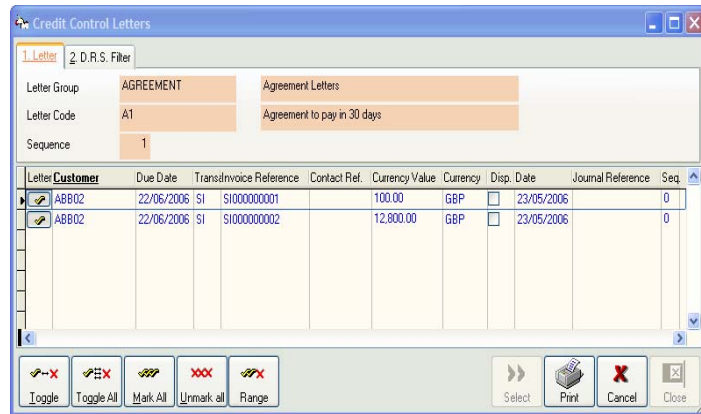 Credit Control Letters
1. Letter 2. D.R.S. Filter
Letter Group AGREEMENT Agreement Letters
Letter Code A1 Agreement to pay in 30 days
Sequence 1
Letter Customer Due Date Trans Invoice Reference Contact Ref. Currency Value Currency Disp. Date Journal Reference Seq.
ABB02 22/06/2006 SI SI000000001 100.00 GBP 23/05/2006 0
ABB02 22/06/2006 SI SI000000002 12,800.00 GBP 23/05/2006 0
Toggle Toggle All Mark All Unmark all Range Select Print Cancel Close